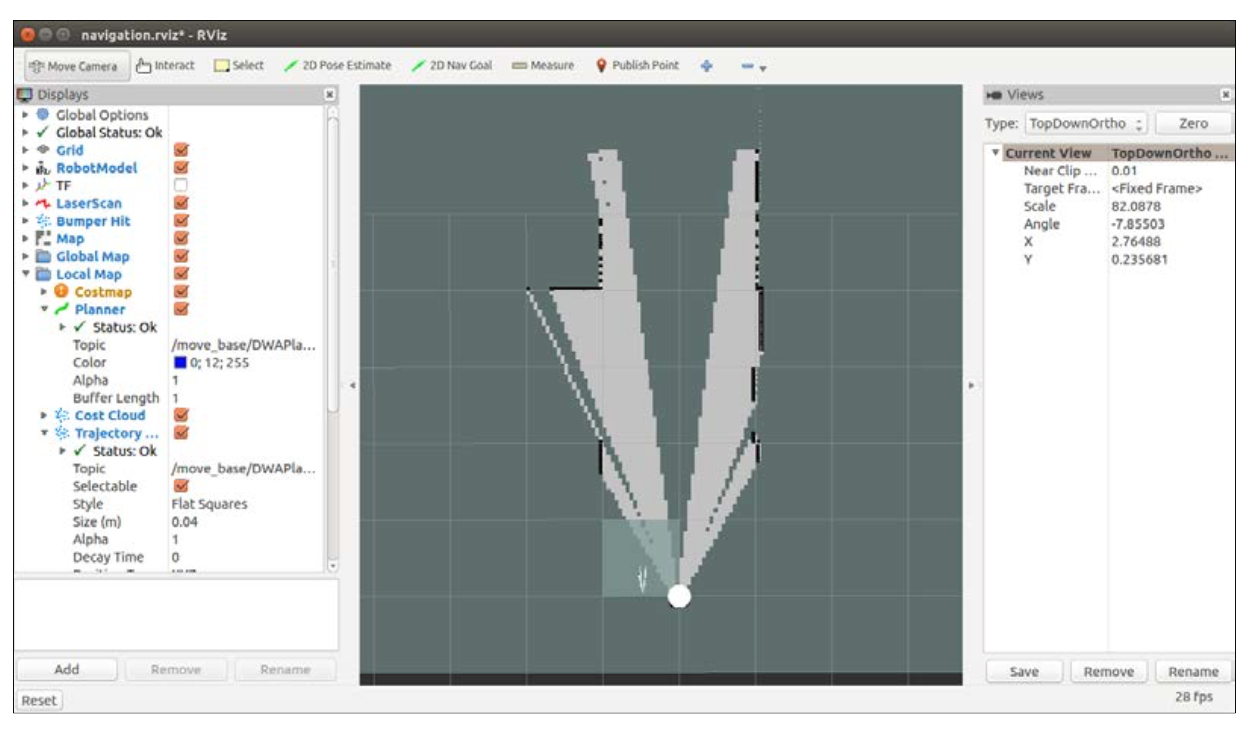 navigation.rviz* - RViz
Move Camera Interact Select 2D Pose Estimate 2D Nav Goal Measure Publish Point
Displays
Global Options
Global Status: Ok
Grid
RobotModel
TF
LaserScan
Bumper Hit
Map
Global Map
Local Map
Costmap
Planner
Status: Ok
Topic /move_base/DWAPla...
Color 0; 12; 255
Alpha 1
Buffer Length 1
Cost Cloud
Trajectory ...
Status: Ok
Topic /move_base/DWAPla...
Selectable
Style Flat Squares
Size (m) 0.04
Alpha 1
Decay Time 0
Add Remove Rename
Reset
Views
Type: TopDownOrtho Zero
Current View TopDownOrtho ...
Near Clip ... 0.01
Target Fra... <Fixed Frame>
Scale 82.0878
Angle -7.85503
X 2.76488
Y 0.235681
Save Remove Rename
28 fps